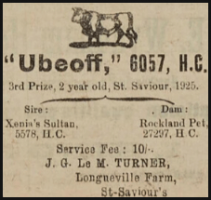 "Ubeoff," 6057, H.C.
3rd Prize, 2 year old, St. Saviour, 1925.
Sire: Dam:
Xenia's Sultan, Rockland Pet,
5578, H.C. 27297, H.C.
Service Fee: 10/-
J. G. Le M. TURNER,
Longueville Farm,
St-Saviour's